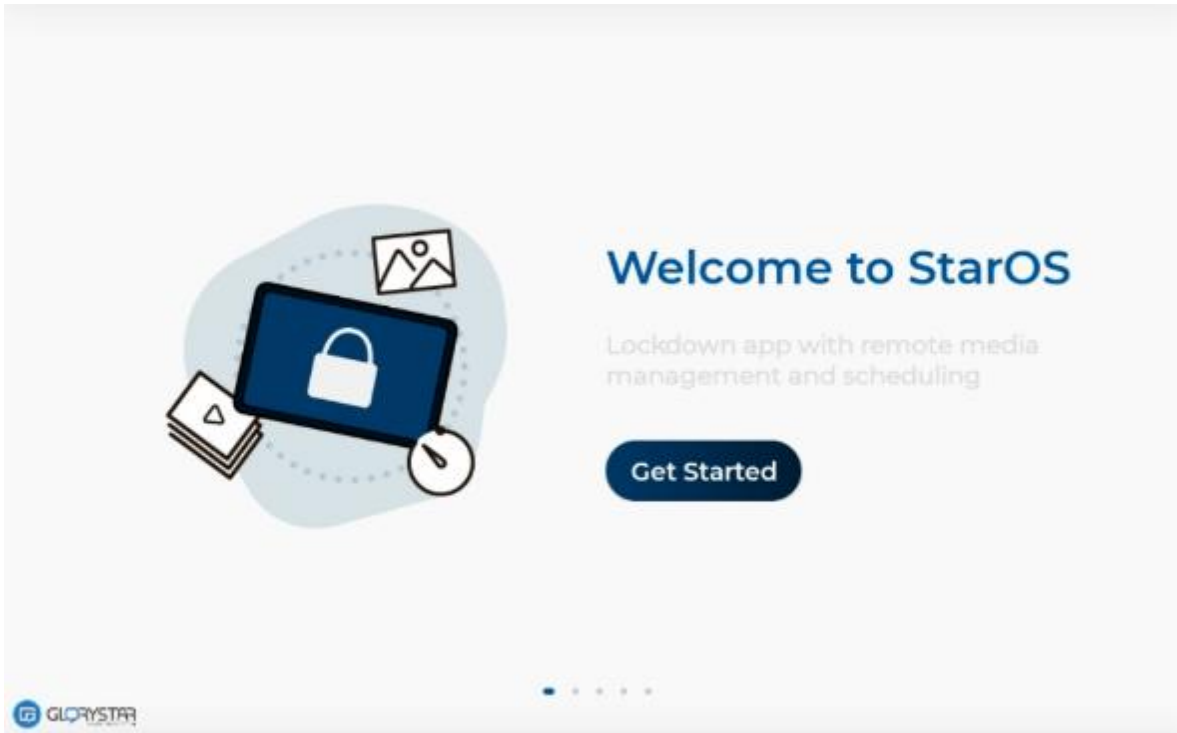 Welcome to StarOS
Lockdown app with remote media
management and scheduling
Get Started
GLORYSTAR